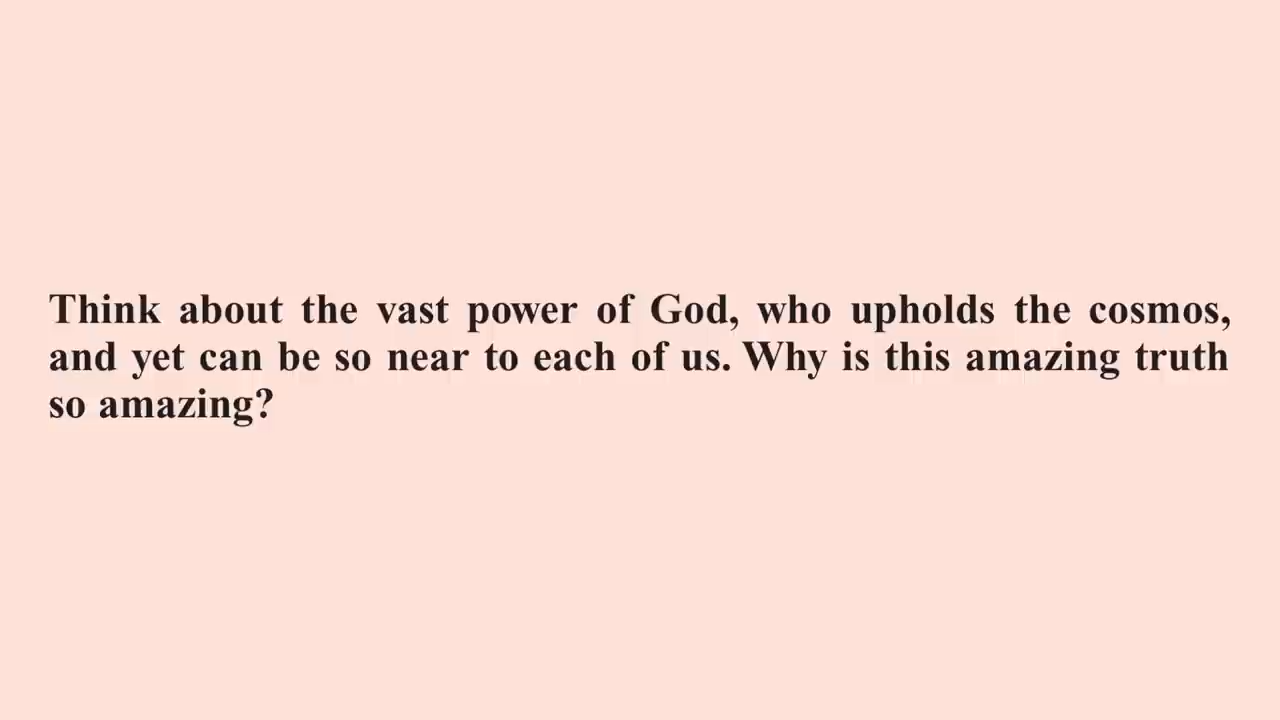 Think about the vast power of God, who upholds the cosmos,
and yet can be so near to each of us. Why is this amazing truth
so amazing?